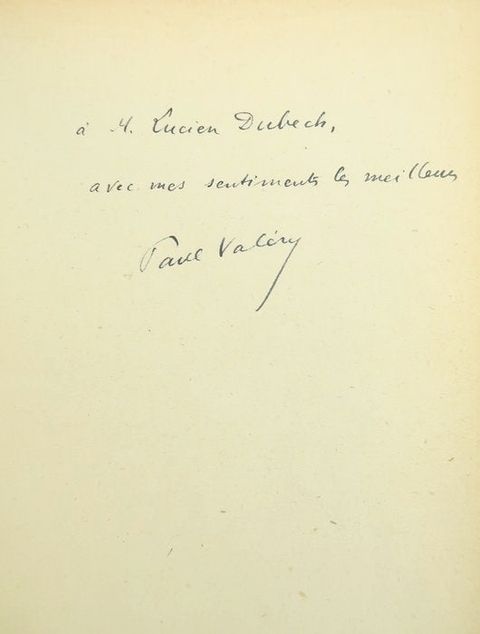 à M. Lucien Dubech,
avec mes sentiments les meilleurs
Paul Valéry